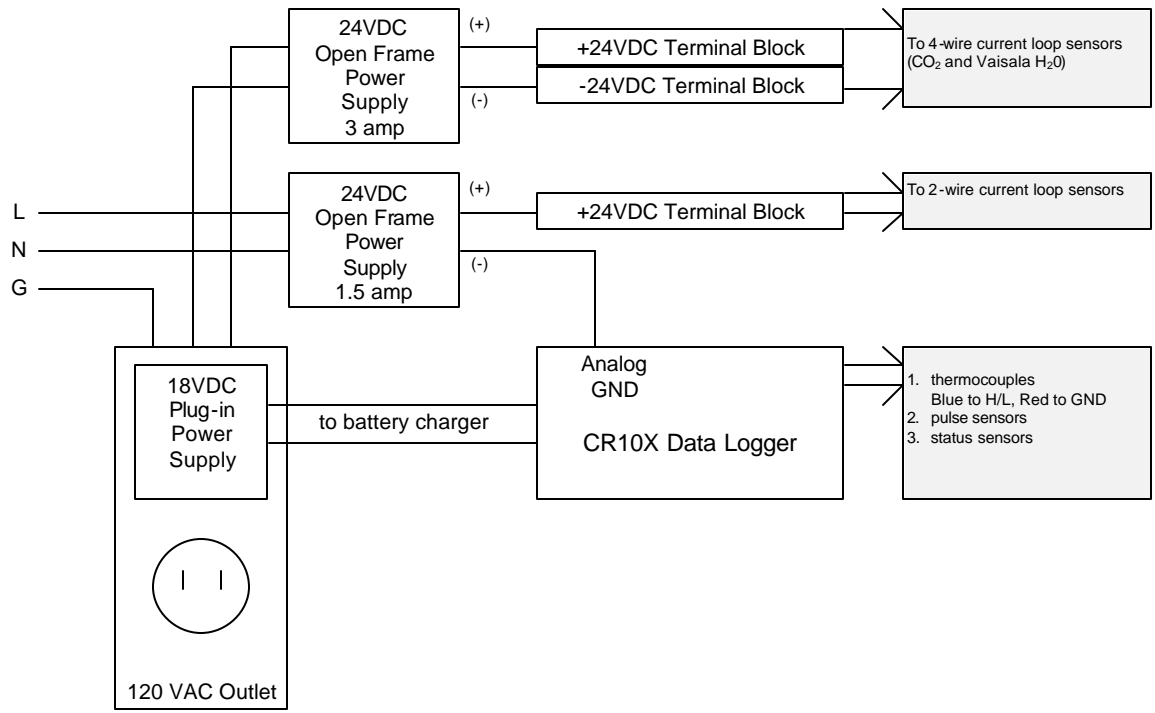 24VDC
Open Frame
Power
Supply
3 amp
(+)
(-)
+24VDC Terminal Block
-24VDC Terminal Block
To 4-wire current loop sensors
(CO₂ and Vaisala H₂0)
L
N
G
24VDC
Open Frame
Power
Supply
1.5 amp
(+)
(-)
+24VDC Terminal Block
To 2-wire current loop sensors
18VDC
Plug-in
Power
Supply
to battery charger
Analog
GND
CR10X Data Logger
1. thermocouples
Blue to H/L, Red to GND
2. pulse sensors
3. status sensors
120 VAC Outlet